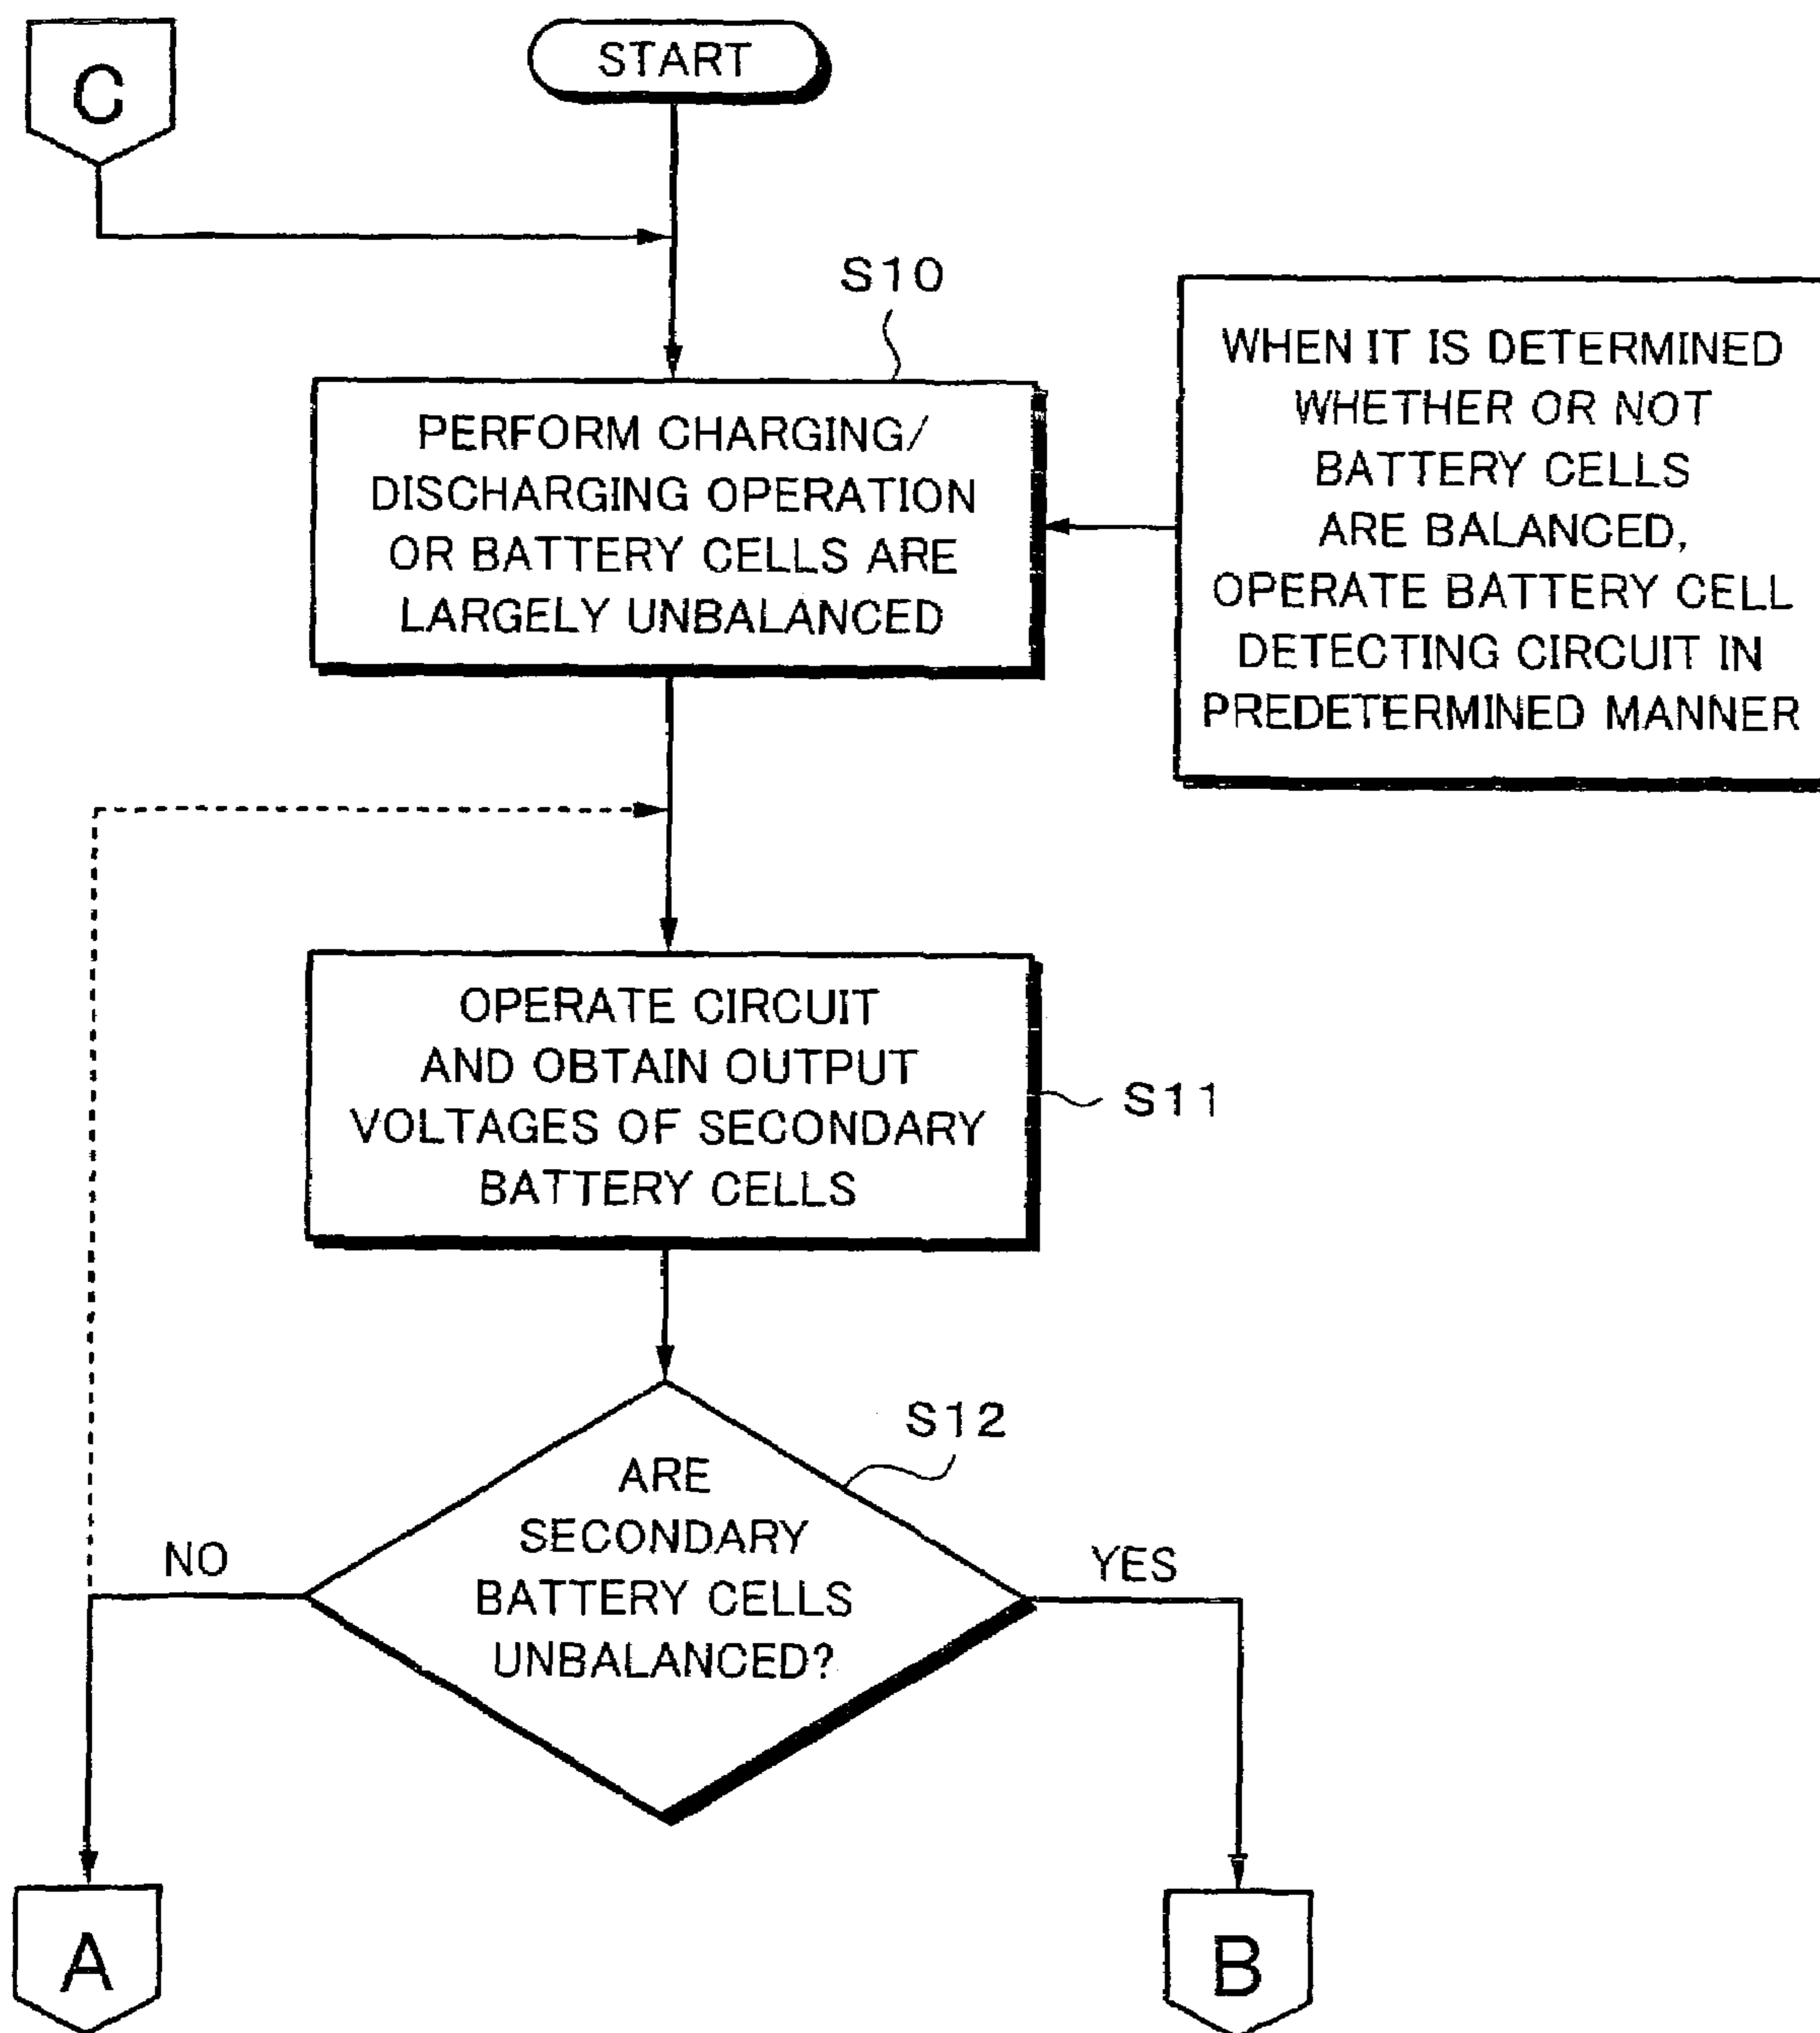 C
START
S10
PERFORM CHARGING/
DISCHARGING OPERATION
OR BATTERY CELLS ARE
LARGELY UNBALANCED
WHEN IT IS DETERMINED
WHETHER OR NOT
BATTERY CELLS
ARE BALANCED,
OPERATE BATTERY CELL
DETECTING CIRCUIT IN
PREDETERMINED MANNER
OPERATE CIRCUIT
AND OBTAIN OUTPUT
VOLTAGES OF SECONDARY
BATTERY CELLS
S11
S12
ARE
SECONDARY
BATTERY CELLS
UNBALANCED?
NO
YES
A
B